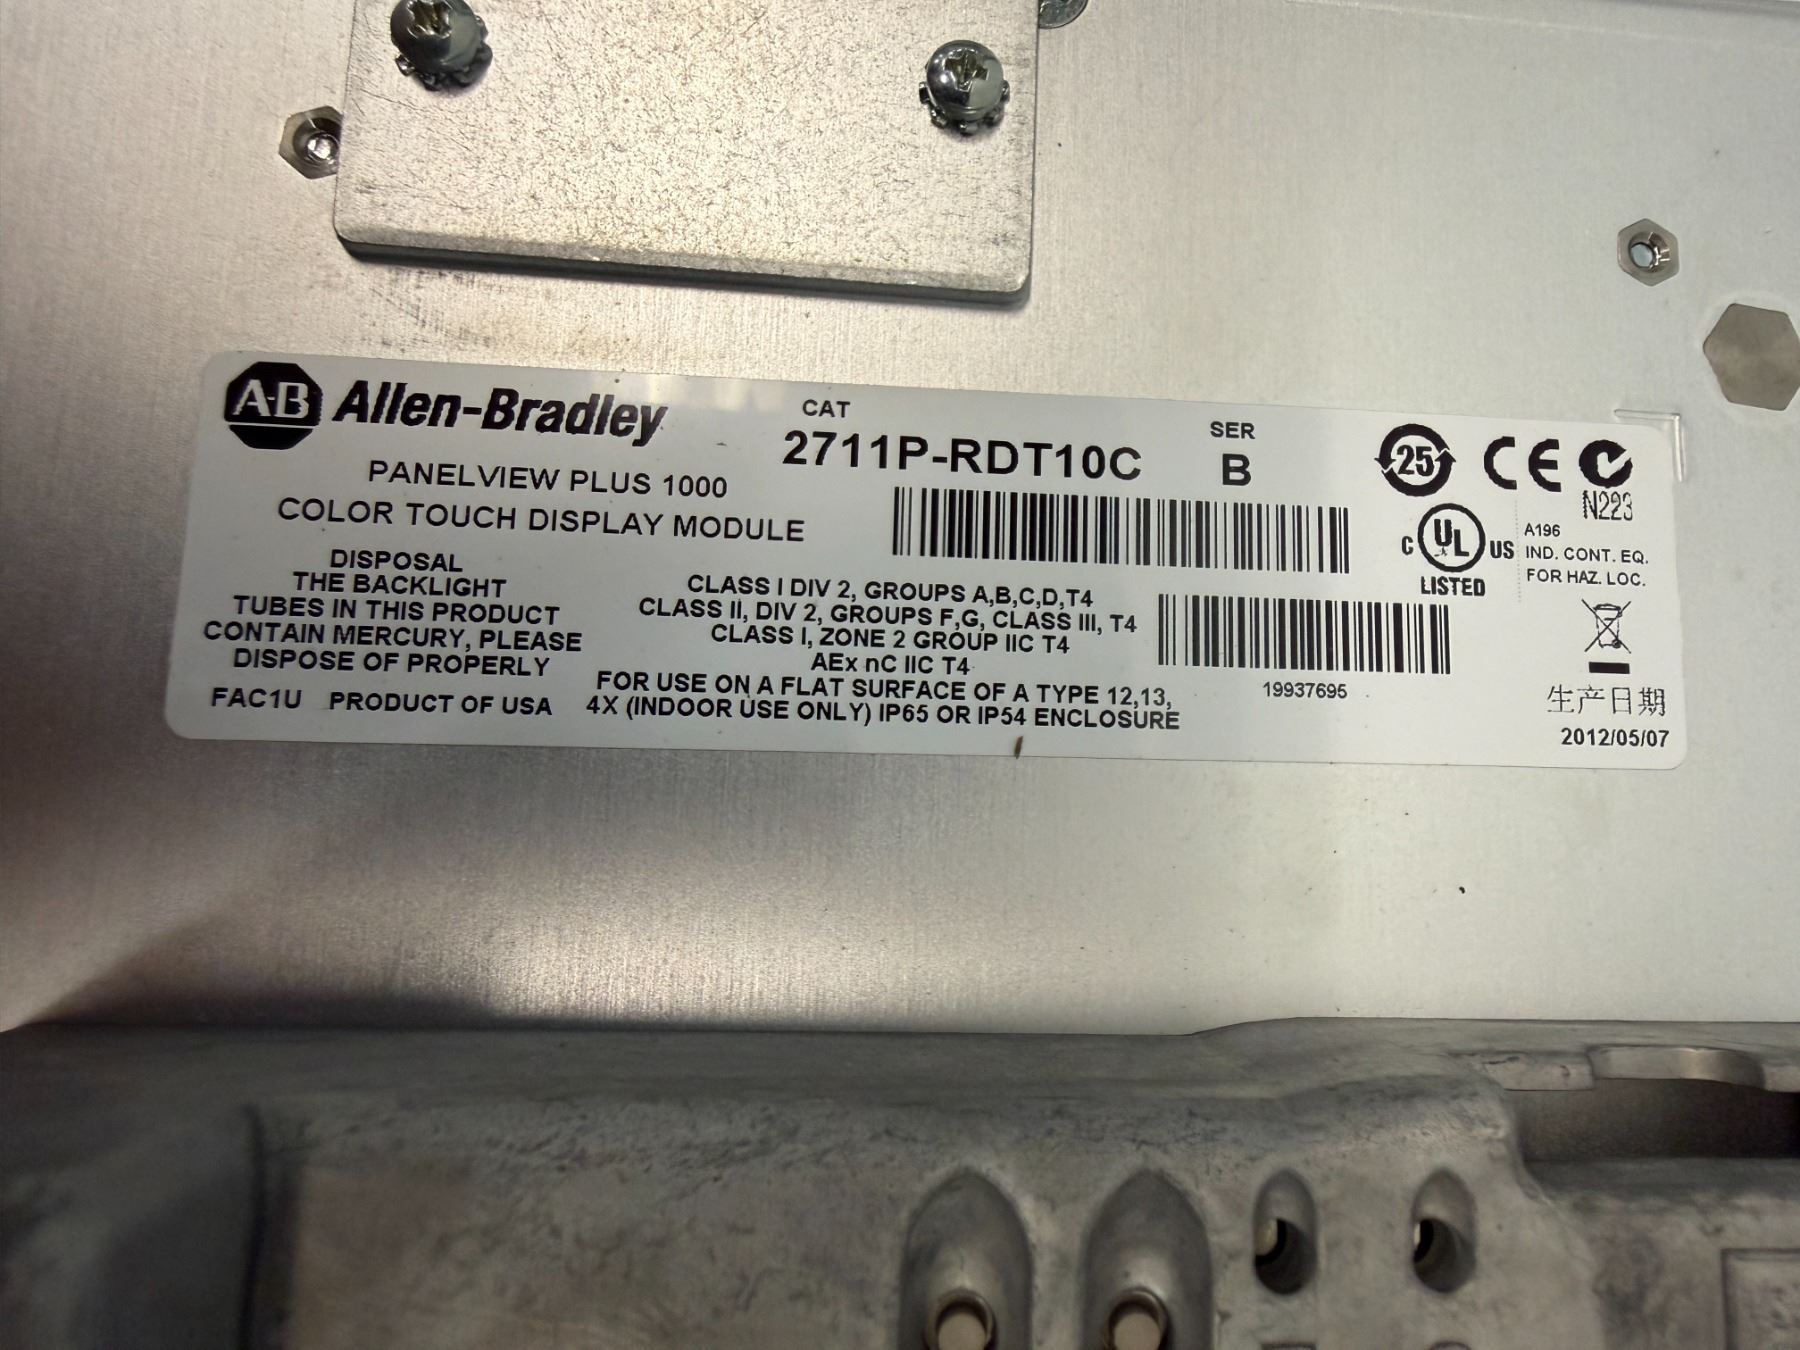 A-B Allen-Bradley
PANELVIEW PLUS 1000
COLOR TOUCH DISPLAY MODULE
DISPOSAL
THE BACKLIGHT
TUBES IN THIS PRODUCT
CONTAIN MERCURY, PLEASE
DISPOSE OF PROPERLY
FAC1U PRODUCT OF USA
CAT
2711P-RDT10C
SER
B
CLASS I DIV 2, GROUPS A,B,C,D,T4
CLASS II, DIV 2, GROUPS F,G, CLASS III, T4
CLASS I, ZONE 2 GROUP IIC T4
AEx nC IIC T4
FOR USE ON A FLAT SURFACE OF A TYPE 12,13,
4X (INDOOR USE ONLY) IP65 OR IP54 ENCLOSURE
19937695
25
CE
N223
C UL US
LISTED
A196
IND. CONT. EQ.
FOR HAZ. LOC.
生产日期
2012/05/07